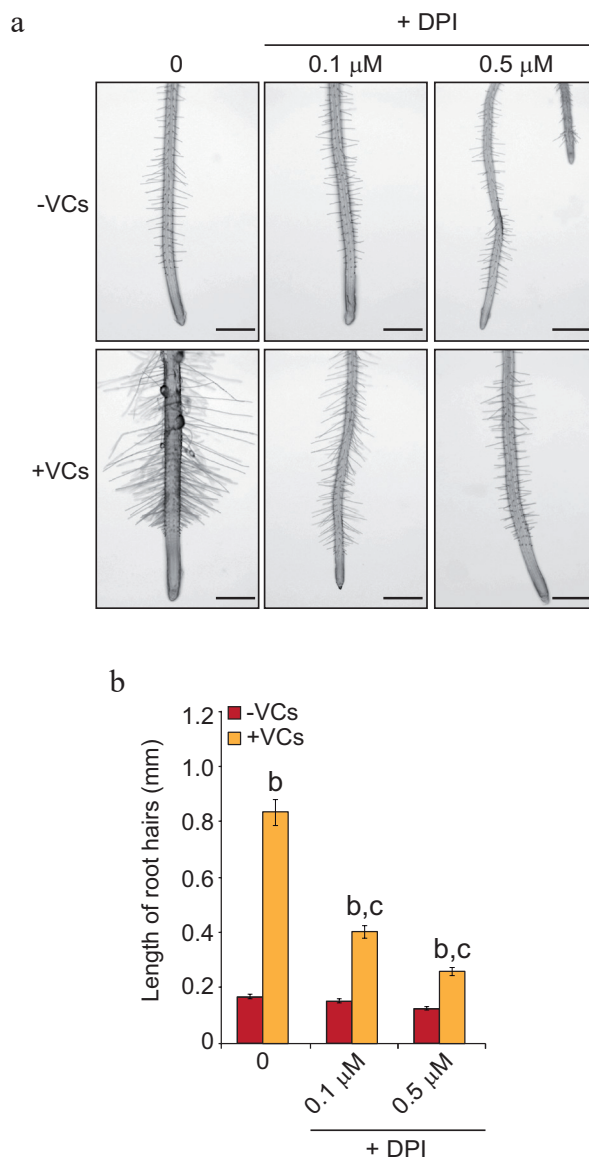 a
+ DPI
0
0.1 µM
0.5 µM
-VCs
+VCs
b
-VCs
+VCs
Length of root hairs (mm)
1.2
1.0
0.8
0.6
0.4
0.2
0
b
b,c
b,c
0
0.1 µM
0.5 µM
+ DPI